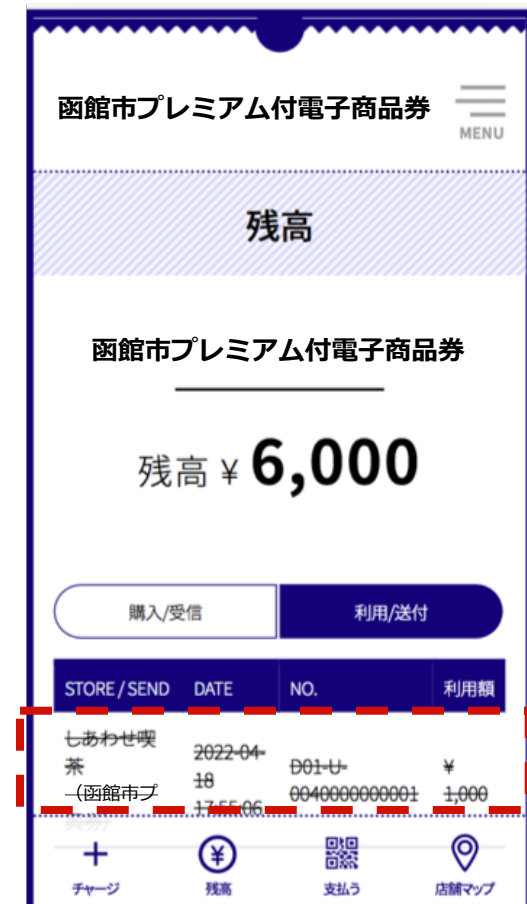 函館市プレミアム付電子商品券
MENU
残高
函館市プレミアム付電子商品券
残高 ¥ 6,000
購入/受信
利用/送付
STORE / SEND DATE NO. 利用額
しあわせ喫
茶
（函館市プ
2022-04-
18
17:55:06
D01-U-
0040000000001
¥
1,000
チャージ
残高
支払う
店舗マップ